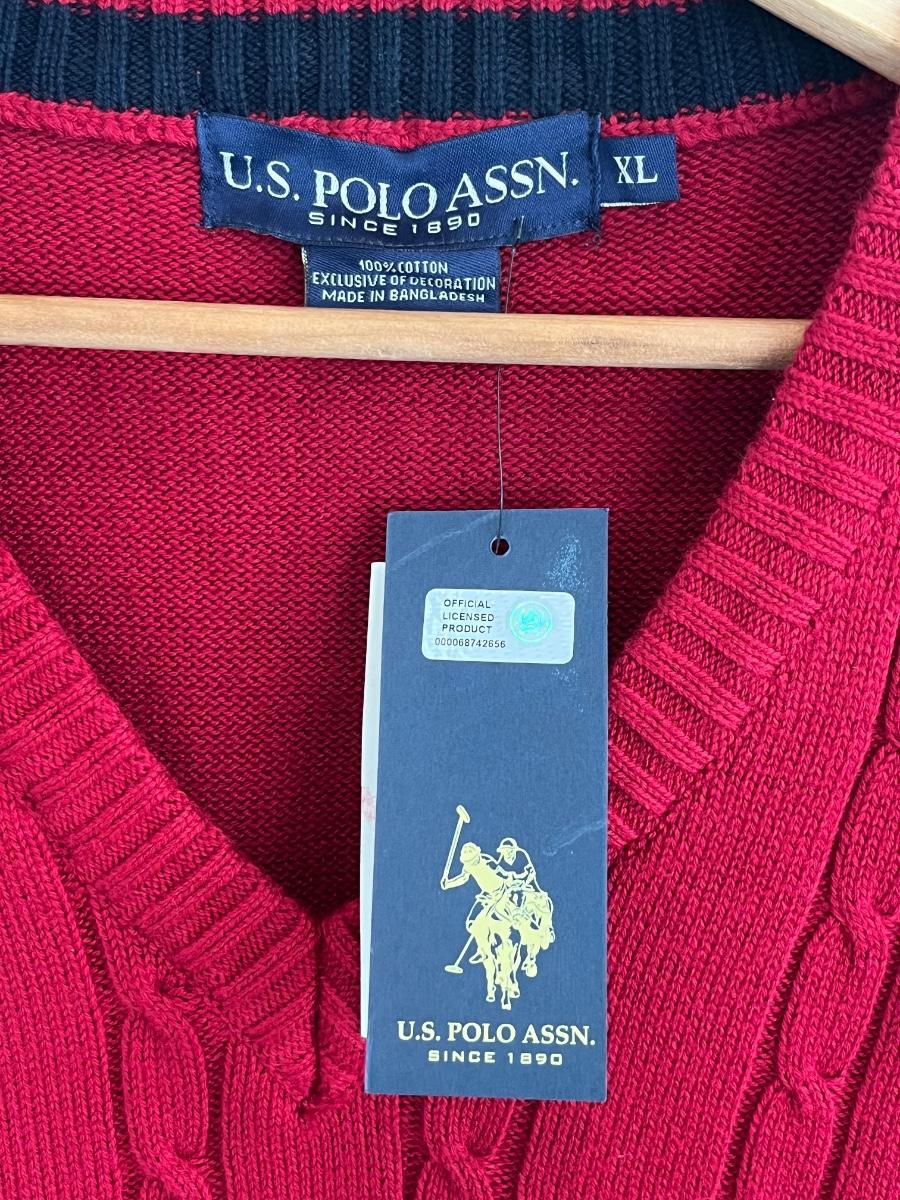 U.S. POLO ASSN.
SINCE 1890
XL
100% COTTON
EXCLUSIVE OF DECORATION
MADE IN BANGLADESH
OFFICIAL
LICENSED
PRODUCT
000068742656
U.S. POLO ASSN.
SINCE 1890